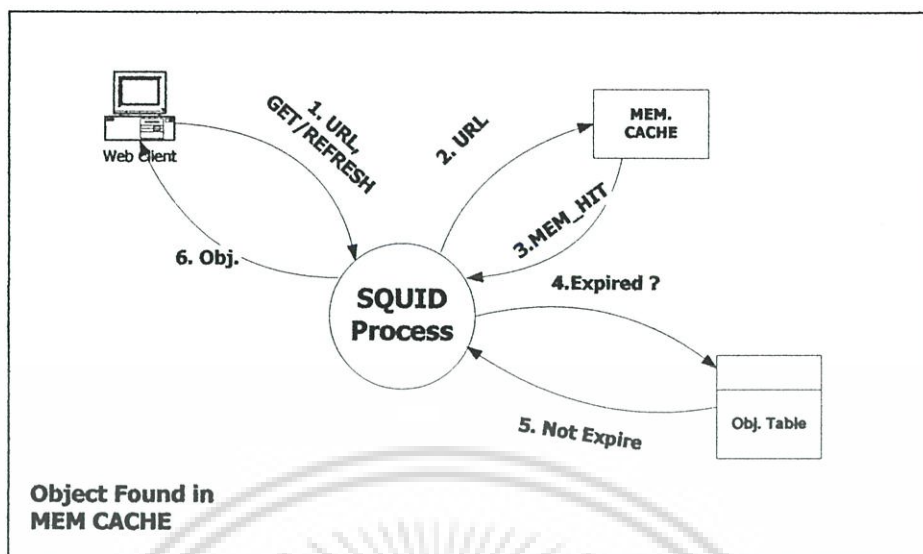 Web Client
1. URL,
GET/REFRESH
2. URL
MEM.
CACHE
3.MEM_HIT
4.Expired ?
6. Obj.
SQUID
Process
5. Not Expire
Obj. Table
Object Found in
MEM CACHE